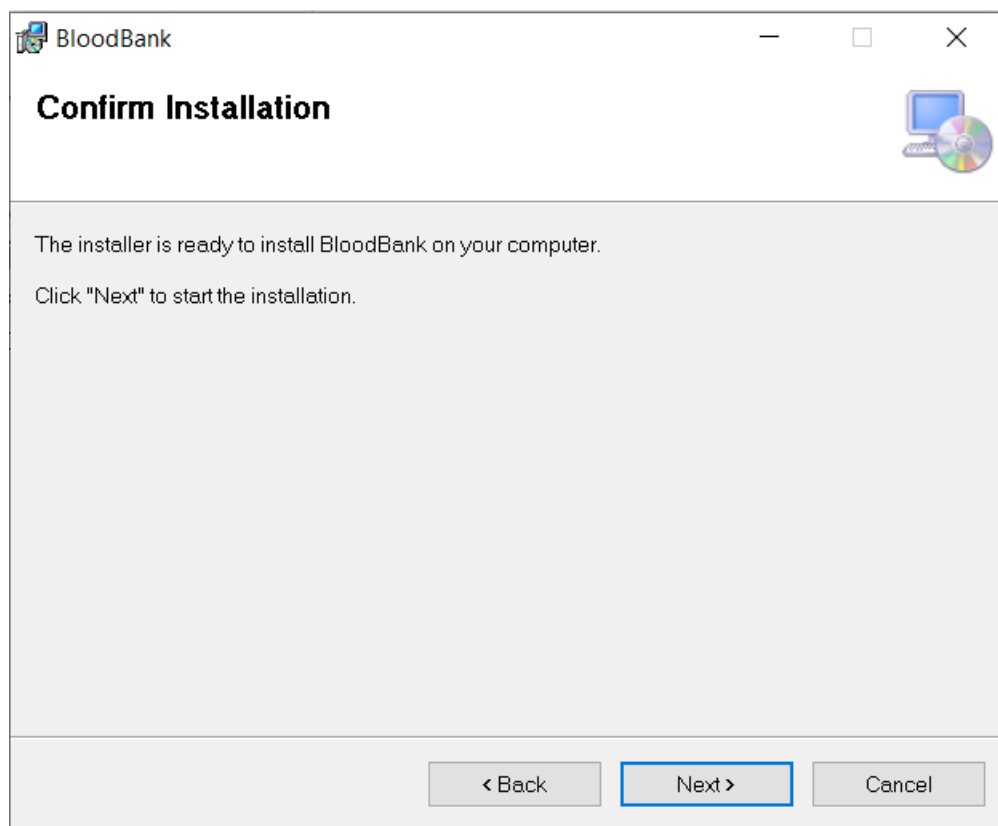 BloodBank
Confirm Installation
The installer is ready to install BloodBank on your computer.
Click "Next" to start the installation.
< Back
Next >
Cancel